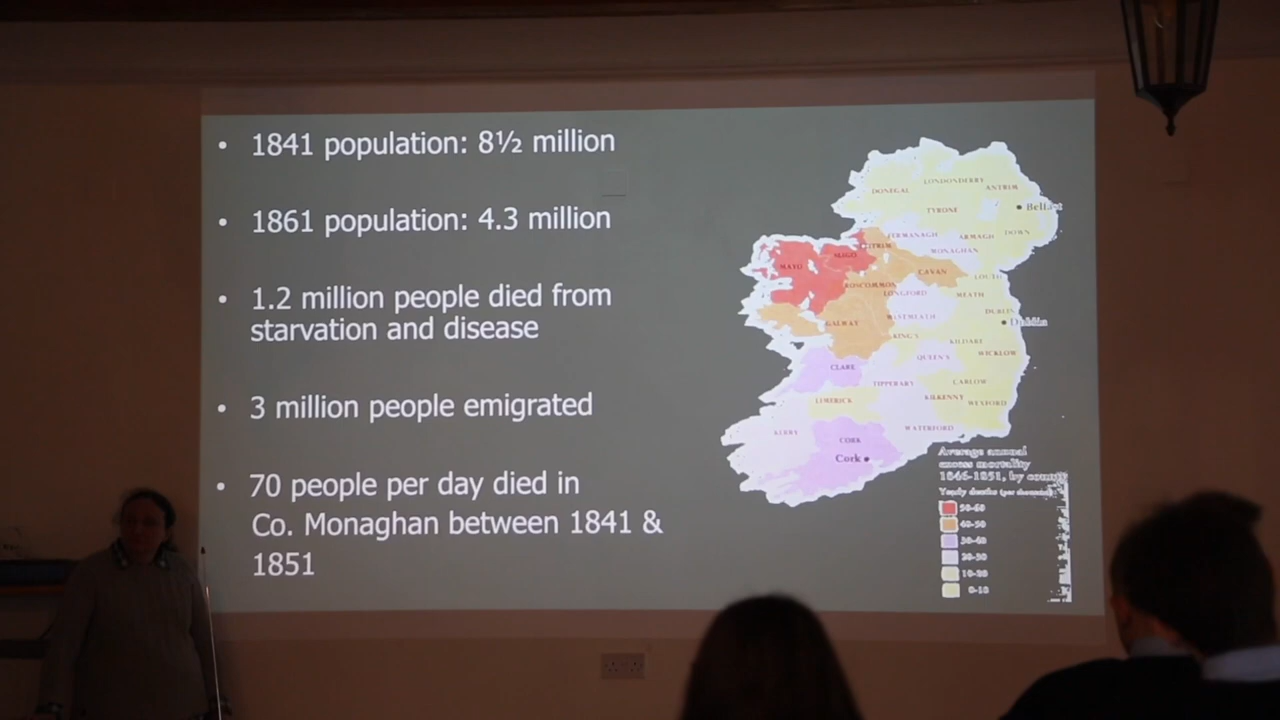 • 1841 population: 8½ million
• 1861 population: 4.3 million
• 1.2 million people died from
starvation and disease
• 3 million people emigrated
• 70 people per day died in
Co. Monaghan between 1841 &
1851
LONDONDERRY
DONEGAL
ANTRIM
TYRONE
Belfast
FERMANAGH
ARMAGH
DOWN
MONAGHAN
SLIGO
MAYO
CAVAN
LOUTH
ROSCOMMON
LONGFORD
MEATH
DUBLIN
WESTMEATH
Dublin
GALWAY
KING'S
KILDARE
QUEEN'S
WICKLOW
CLARE
TIPPERARY
CARLOW
LIMERICK
KILKENNY
WEXFORD
KERRY
WATERFORD
CORK
Cork
Average annual
excess mortality
1846-1851, by county
Yearly deaths (per thousand)
50-60
40-50
30-40
20-30
10-20
0-10